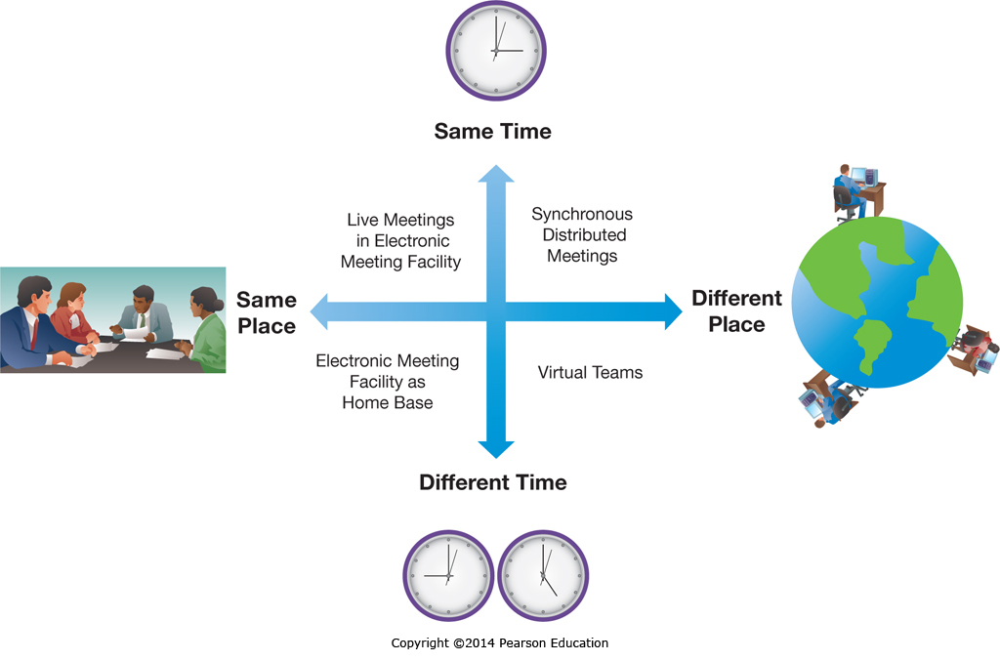 Same Time
Live Meetings
in Electronic
Meeting Facility
Synchronous
Distributed
Meetings
Same
Place
Different
Place
Electronic Meeting
Facility as
Home Base
Virtual Teams
Different Time
Copyright ©2014 Pearson Education